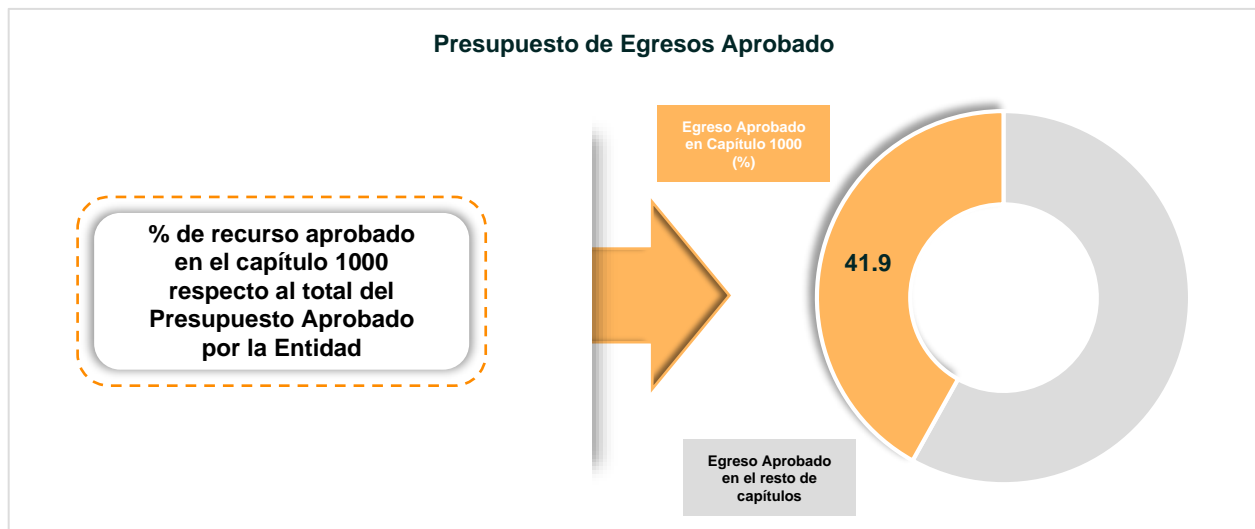 Presupuesto de Egresos Aprobado
% de recurso aprobado
en el capítulo 1000
respecto al total del
Presupuesto Aprobado
por la Entidad
Egreso Aprobado
en Capítulo 1000
(%)
41.9
Egreso Aprobado
en el resto de
capítulos